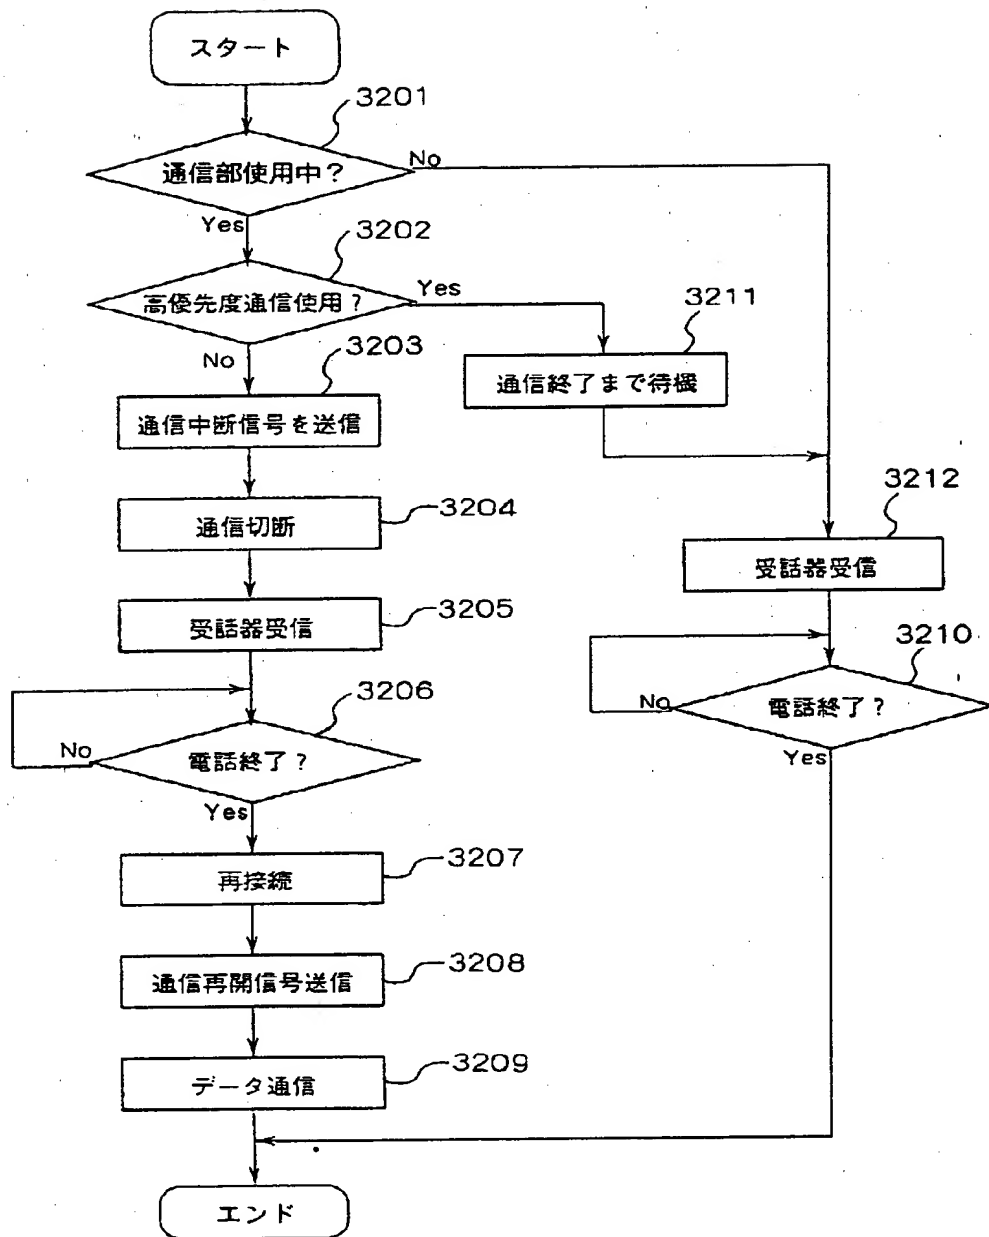 スタート
3201
通信部使用中？
No
Yes
3202
高優先度通信使用？
Yes
No
3211
通信終了まで待機
3203
通信中断信号を送信
3204
通信切断
3212
受話器受信
3205
受話器受信
3210
電話終了？
No
Yes
3206
電話終了？
No
Yes
3207
再接続
3208
通信再開信号送信
3209
データ通信
エンド